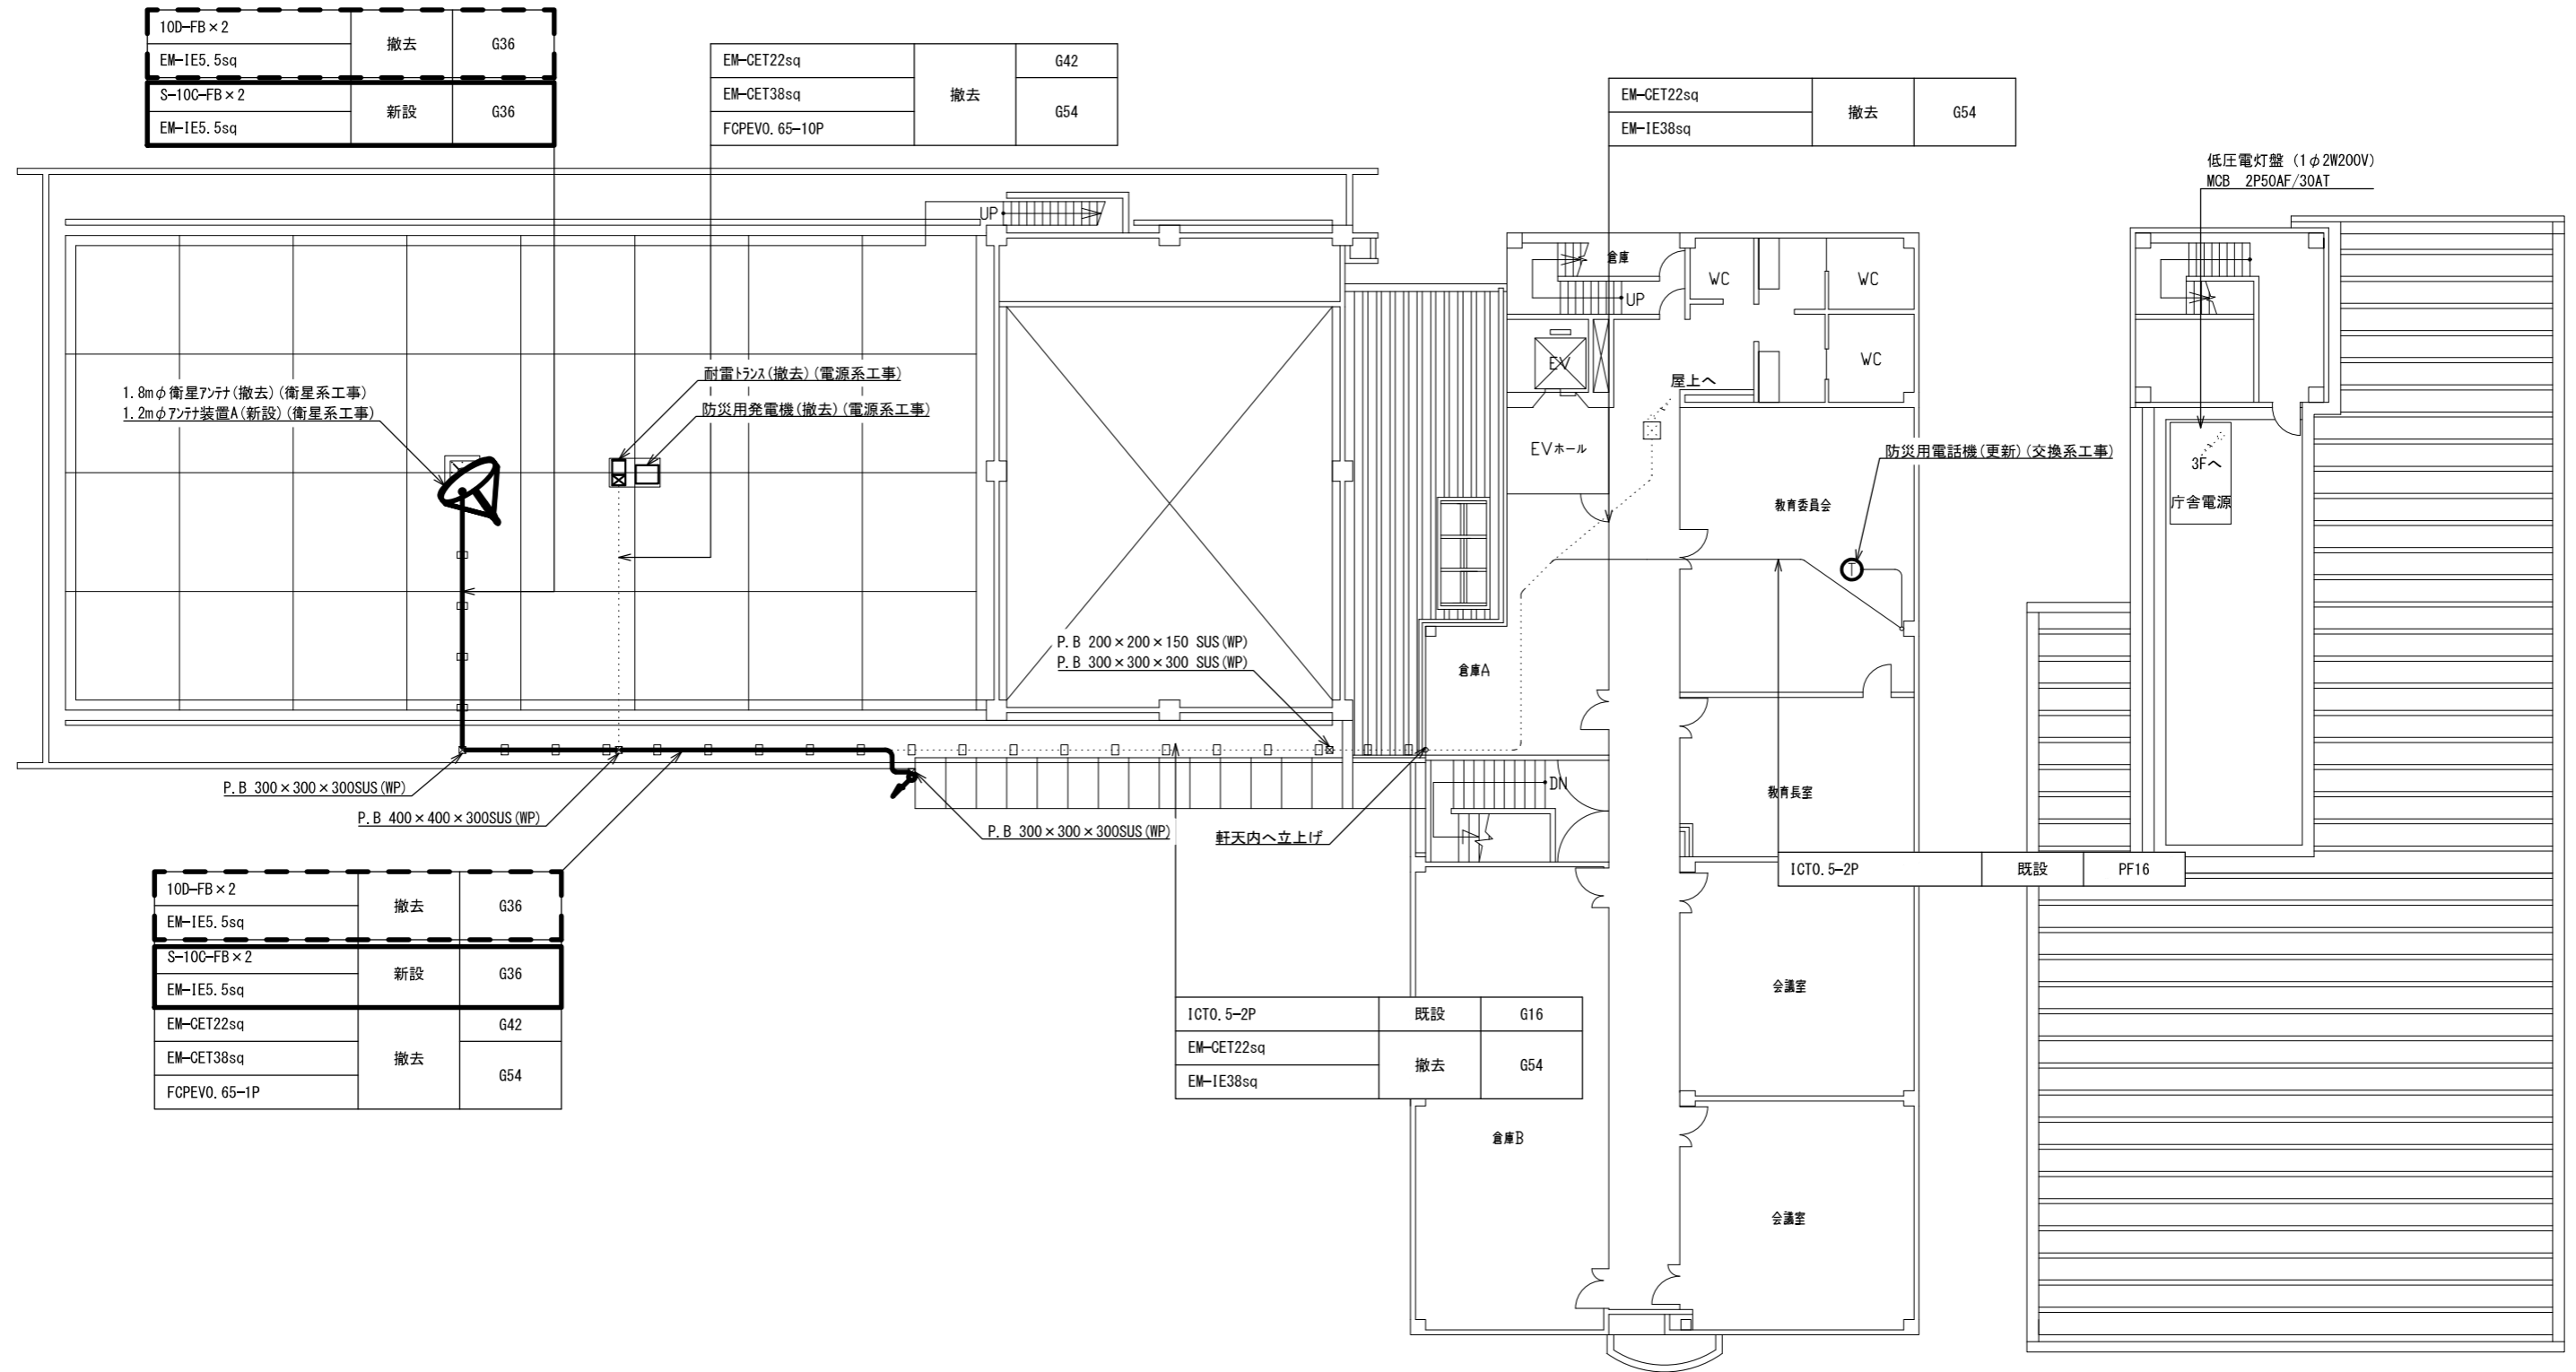 10D-FB×2
撤去
G36
EM-IE5.5sq
S-10C-FB×2
新設
G36
EM-IE5.5sq
EM-CET22sq
撤去
G42
EM-CET38sq
G54
FCPEV0.65-10P
EM-CET22sq
撤去
G54
EM-IE38sq
低圧電灯盤 (1φ2W200V)
MCB 2P50AF/30AT
UP
倉庫
UP
WC
WC
WC
EV
屋上へ
EVホール
耐雷トランス(撤去)(電源系工事)
防災用発電機(撤去)(電源系工事)
1.8mφ衛星アンテナ(撤去)(衛星系工事)
1.2mφアンテナ装置A(新設)(衛星系工事)
防災用電話機(更新)(交換系工事)
3Fへ
庁舎電源
教育委員会
T
P.B 200×200×150 SUS(WP)
P.B 300×300×300 SUS(WP)
倉庫A
DN
教育長室
P.B 300×300×300SUS(WP)
P.B 400×400×300SUS(WP)
P.B 300×300×300SUS(WP)
軒天内へ立上げ
ICT0.5-2P
既設
PF16
10D-FB×2
撤去
G36
EM-IE5.5sq
S-10C-FB×2
新設
G36
EM-IE5.5sq
EM-CET22sq
撤去
G42
EM-CET38sq
G54
FCPEV0.65-1P
ICT0.5-2P
既設
G16
EM-CET22sq
撤去
G54
EM-IE38sq
会議室
倉庫B
会議室